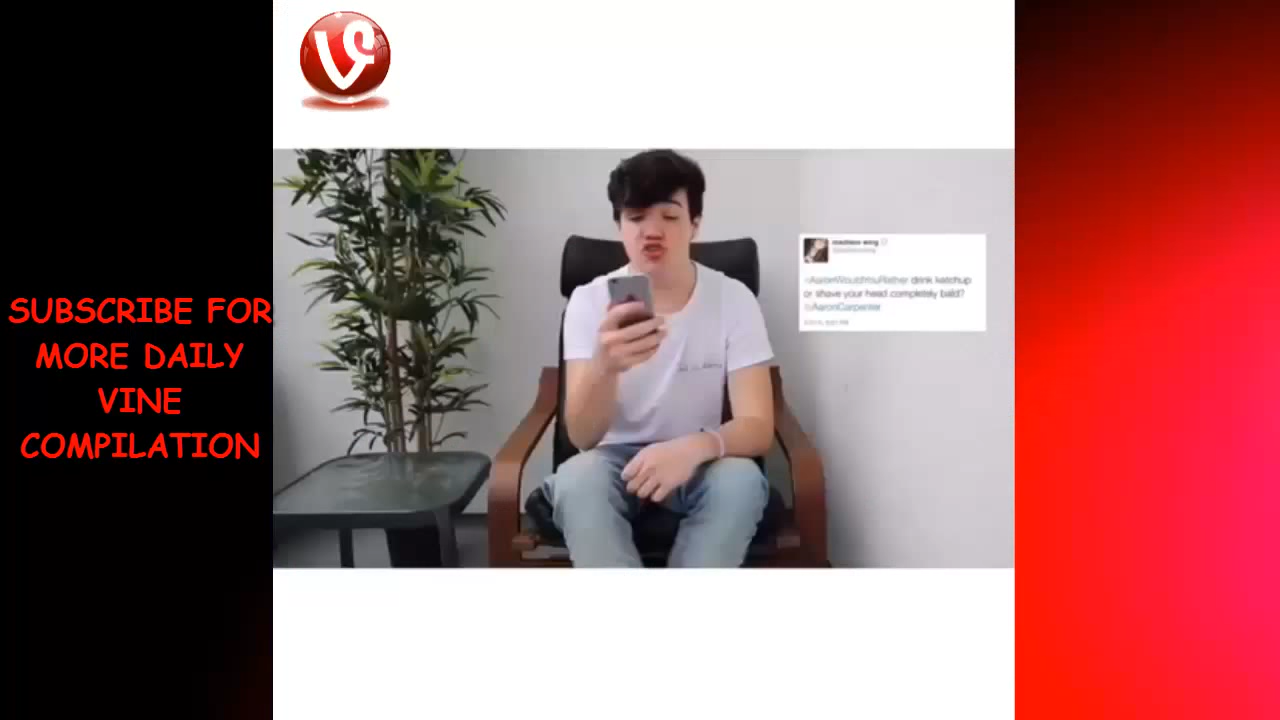 SUBSCRIBE FOR
MORE DAILY
VINE
COMPILATION
#AaronWouldYouRather drink ketchup
or shave your head completely bald?
@AaronCarpenter